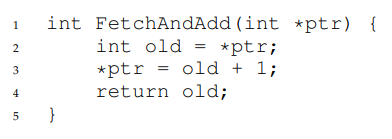 1 int FetchAndAdd(int *ptr) {
2     int old = *ptr;
3     *ptr = old + 1;
4     return old;
5 }